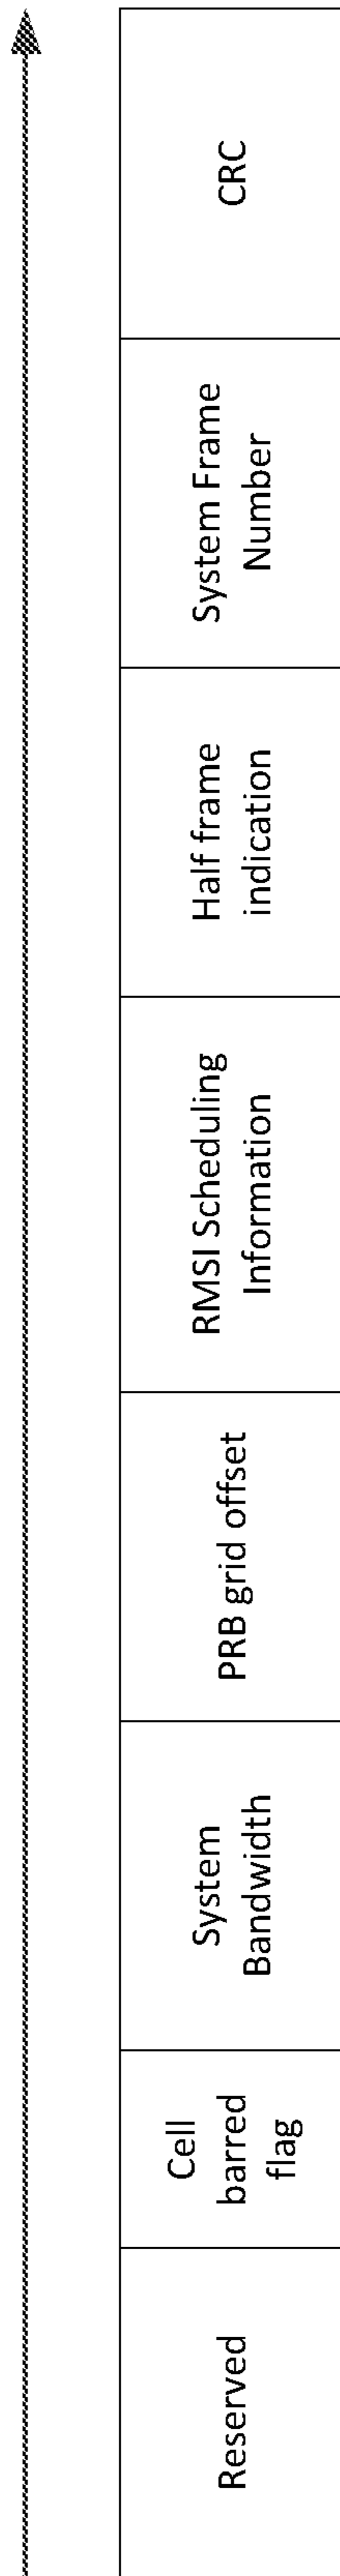 Reserved
Cell
barred
flag
System
Bandwidth
PRB grid offset
RMSI Scheduling
Information
Half frame
indication
System Frame
Number
CRC